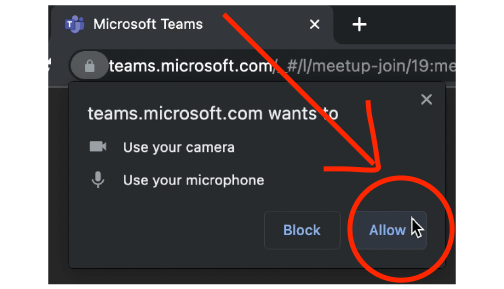 Microsoft Teams
teams.microsoft.com/_#/l/meetup-join/19:me
teams.microsoft.com wants to
Use your camera
Use your microphone
Block
Allow